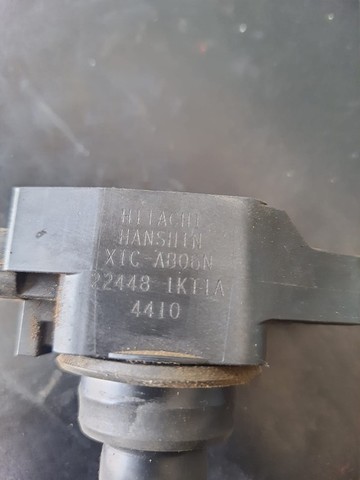 HITACHI
HANSHIN
XIC-A806N
22448 1KT1A
4410